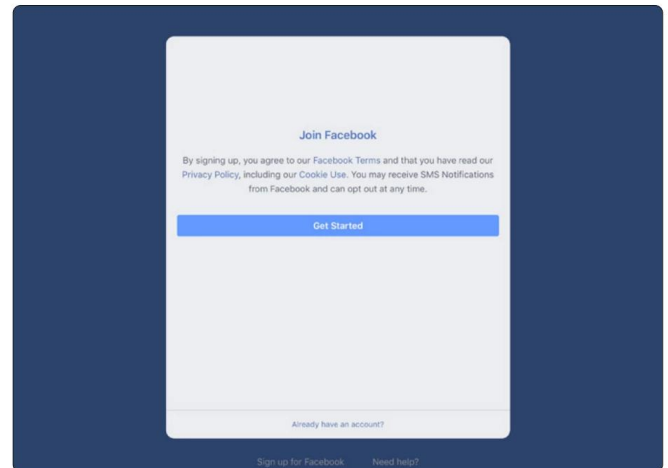 Join Facebook
By signing up, you agree to our Facebook Terms and that you have read our
Privacy Policy, including our Cookie Use. You may receive SMS Notifications
from Facebook and can opt out at any time.
Get Started
Already have an account?
Sign up for Facebook Need help?